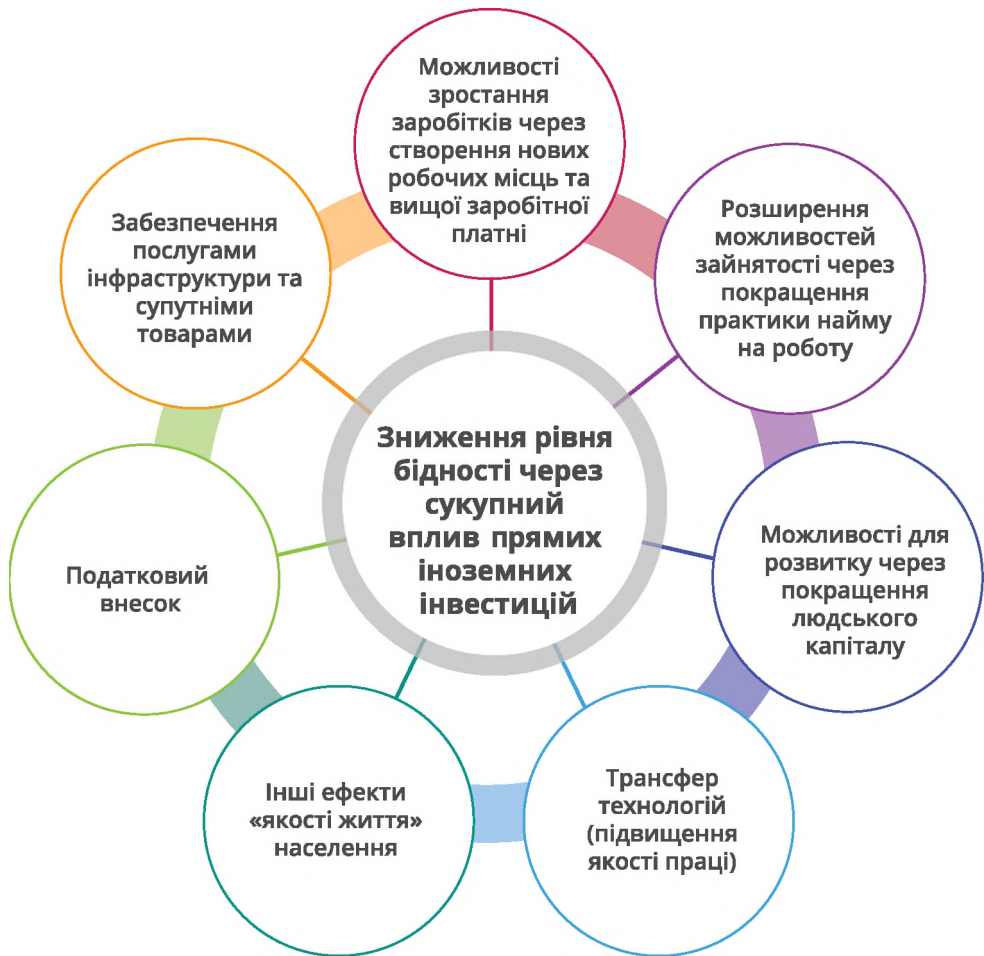 Можливості
зростання
заробітків через
створення нових
робочих місць та
вищої заробітної
платні
Розширення
можливостей
зайнятості через
покращення
практики найму
на роботу
Можливості для
розвитку через
покращення
людського
капіталу
Трансфер
технологій
(підвищення
якості праці)
Інші ефекти
«якості життя»
населення
Податковий
внесок
Забезпечення
послугами
інфраструктури та
супутніми
товарами
Зниження рівня
бідності через
сукупний
вплив прямих
іноземних
інвестицій